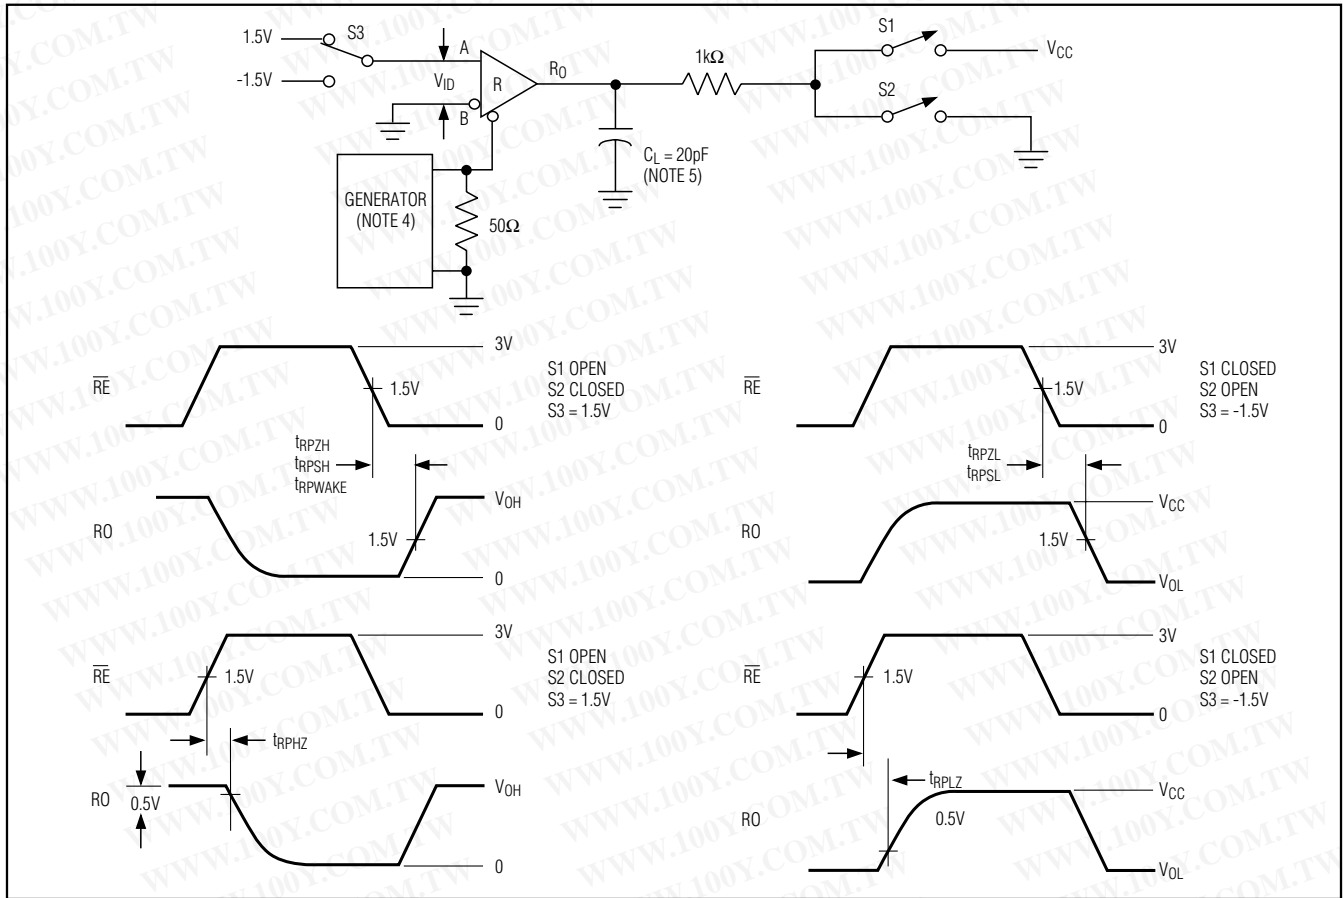 1.5V
S3
-1.5V
A
V_ID
B
R
R_O
1kΩ
S1
V_CC
S2
C_L = 20pF
(NOTE 5)
GENERATOR
(NOTE 4)
50Ω
R̅E̅
3V
1.5V
0
S1 OPEN
S2 CLOSED
S3 = 1.5V
t_RPZH
t_RPSH
t_RPWAKE
RO
V_OH
1.5V
0
R̅E̅
3V
1.5V
0
S1 CLOSED
S2 OPEN
S3 = -1.5V
t_RPZL
t_RPSL
RO
V_CC
1.5V
V_OL
R̅E̅
3V
1.5V
0
S1 OPEN
S2 CLOSED
S3 = 1.5V
t_RPHZ
RO
0.5V
V_OH
0
R̅E̅
3V
1.5V
0
S1 CLOSED
S2 OPEN
S3 = -1.5V
t_RPLZ
RO
0.5V
V_CC
V_OL
WWW.100Y.COM.TW